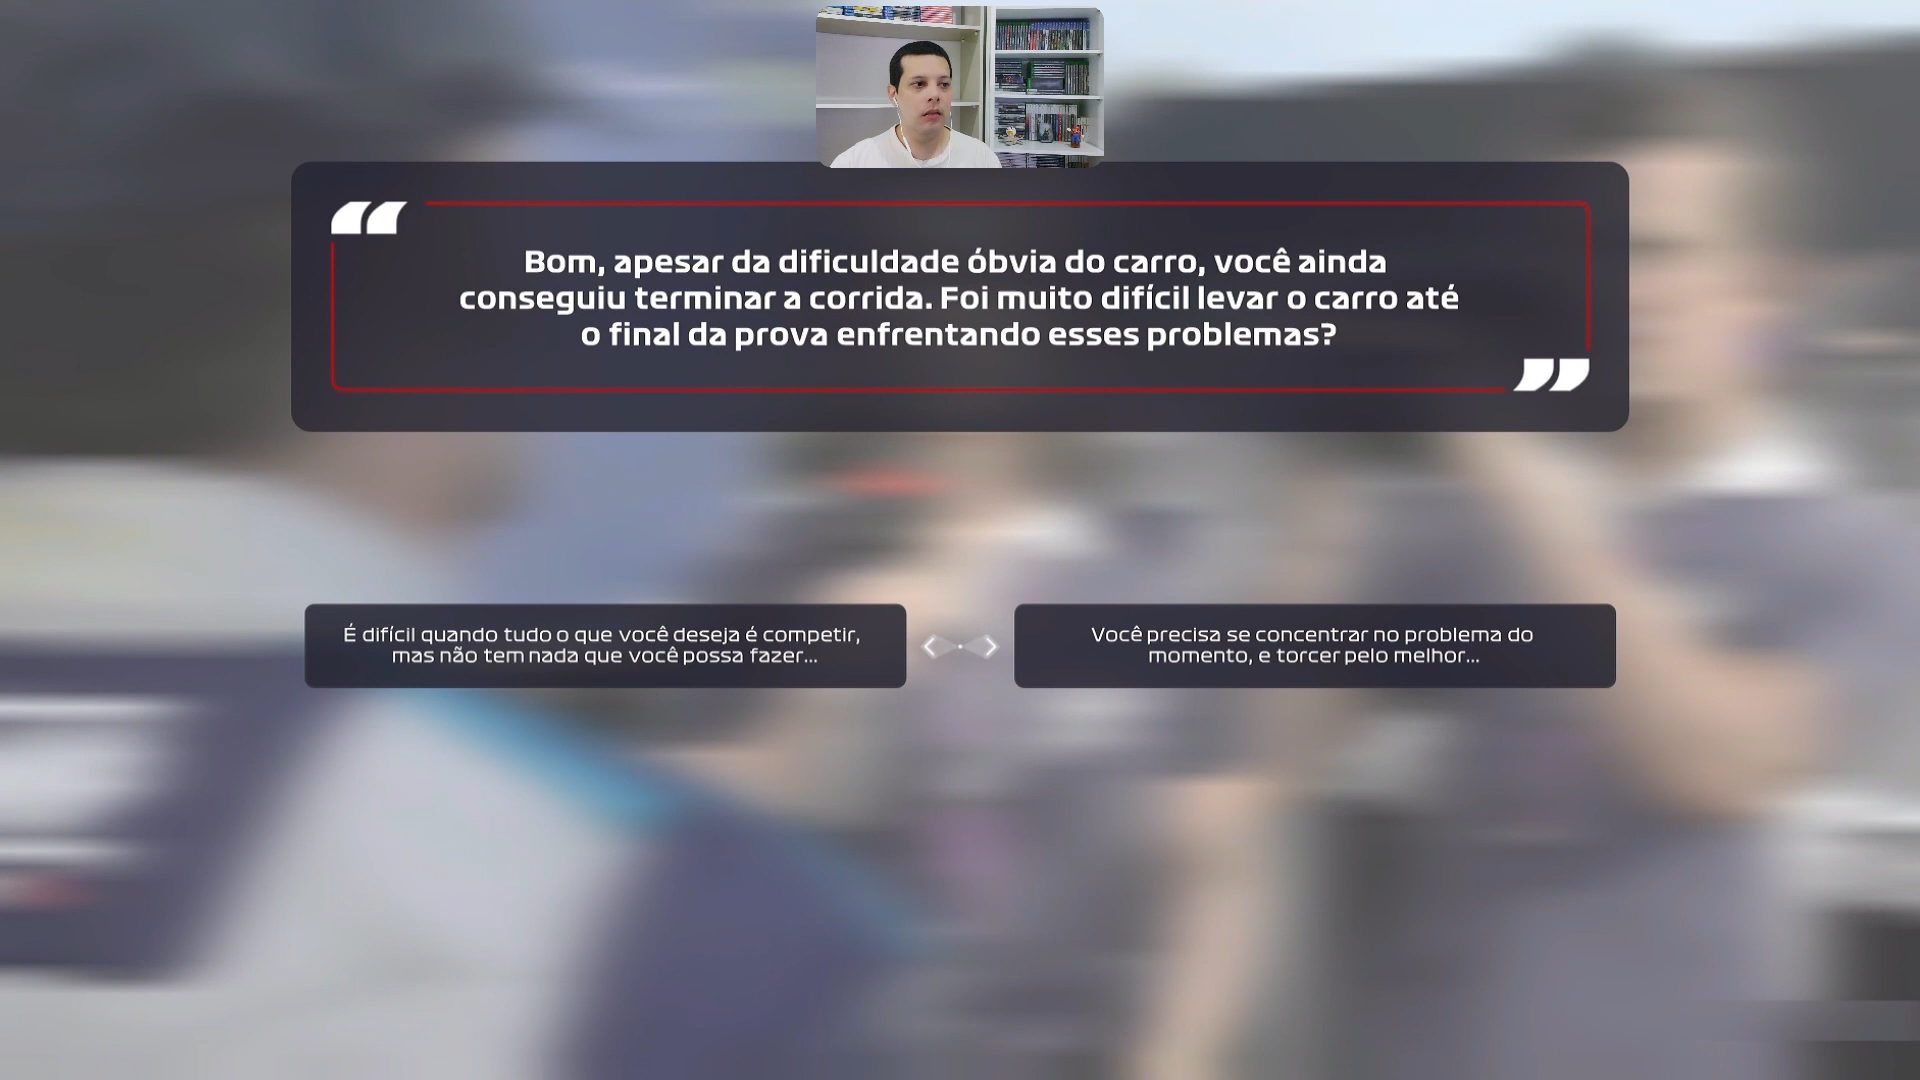 Bom, apesar da dificuldade óbvia do carro, você ainda
conseguiu terminar a corrida. Foi muito difícil levar o carro até
o final da prova enfrentando esses problemas?
É difícil quando tudo o que você deseja é competir,
mas não tem nada que você possa fazer...
Você precisa se concentrar no problema do
momento, e torcer pelo melhor...